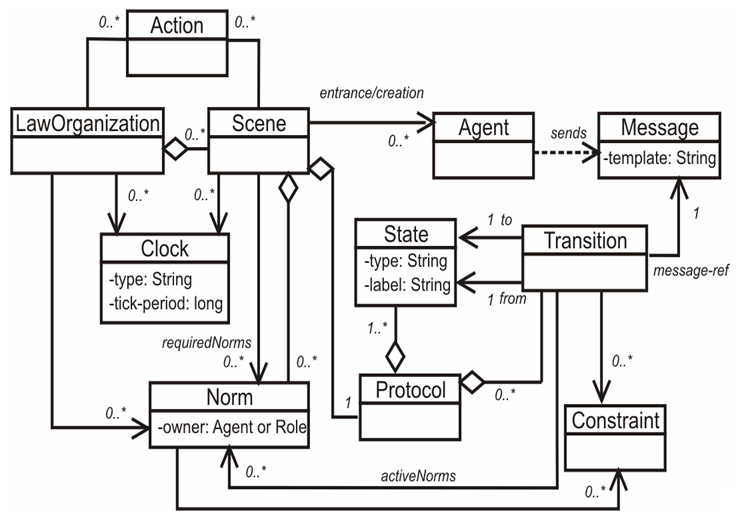 Action
0..*
0..*
entrance/creation
LawOrganization
Scene
Agent
Message
-template: String
0..*
0..*
sends
0..*
0..*
State
-type: String
-label: String
1 to
1 from
Transition
1
message-ref
Clock
-type: String
-tick-period: long
requiredNorms
0..*
0..*
1..*
0..*
Norm
-owner: Agent or Role
Protocol
0..*
1
0..*
Constraint
0..*
activeNorms
0..*